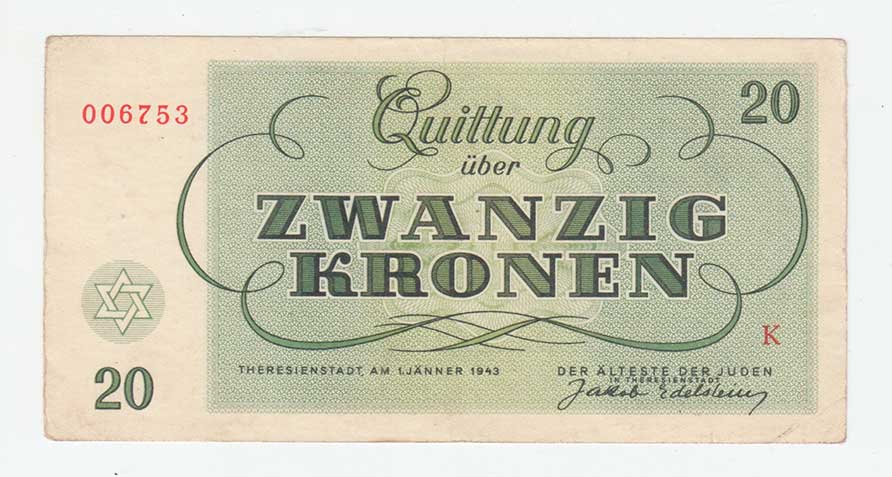 006753
20
Quittung
über
ZWANZIG
KRONEN
K
THERESIENSTADT, AM 1. JÄNNER 1943
DER ÄLTESTE DER JUDEN
IN THERESIENSTADT
Jakob Edelstein
20